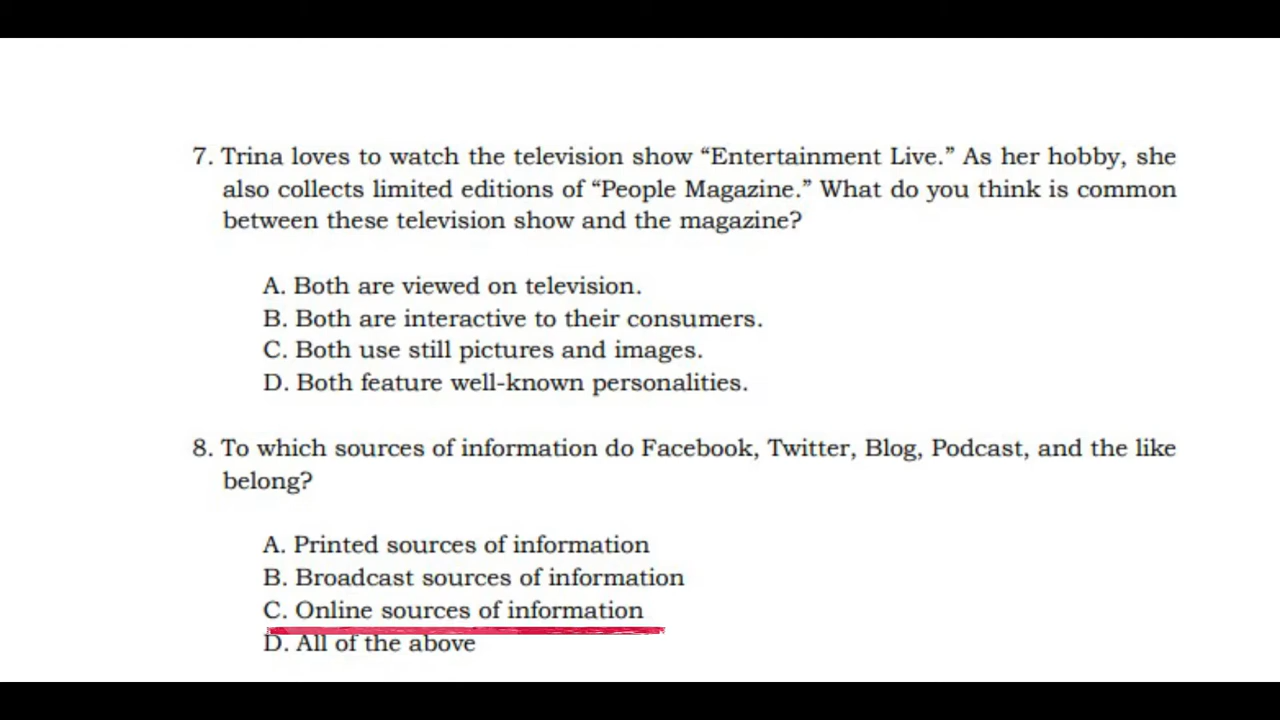 7. Trina loves to watch the television show “Entertainment Live.” As her hobby, she
also collects limited editions of “People Magazine.” What do you think is common
between these television show and the magazine?
A. Both are viewed on television.
B. Both are interactive to their consumers.
C. Both use still pictures and images.
D. Both feature well-known personalities.
8. To which sources of information do Facebook, Twitter, Blog, Podcast, and the like
belong?
A. Printed sources of information
B. Broadcast sources of information
C. Online sources of information
D. All of the above